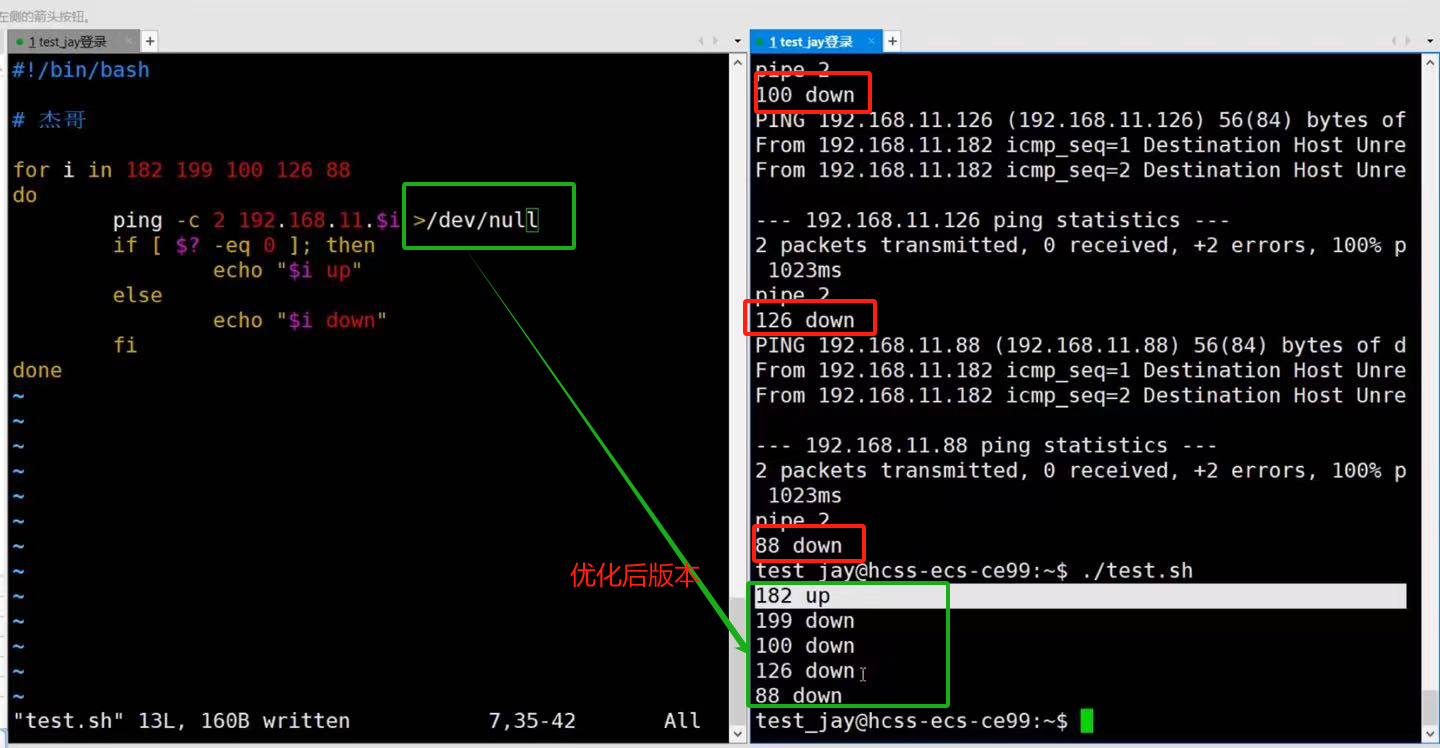 左侧的箭头按钮。
1 test_jay登录
+
#!/bin/bash
# 杰哥
for i in 182 199 100 126 88
do
ping -c 2 192.168.11.$i >/dev/null
if [ $? -eq 0 ]; then
echo "$i up"
else
echo "$i down"
fi
done
~
~
~
~
~
~
~
~
~
~
~
~
~
"test.sh" 13L, 160B written 7,35-42 All
优化后版本
1 test_jay登录
+
pipe 2
100 down
PING 192.168.11.126 (192.168.11.126) 56(84) bytes of
From 192.168.11.182 icmp_seq=1 Destination Host Unre
From 192.168.11.182 icmp_seq=2 Destination Host Unre
--- 192.168.11.126 ping statistics ---
2 packets transmitted, 0 received, +2 errors, 100% p
1023ms
pipe 2
126 down
PING 192.168.11.88 (192.168.11.88) 56(84) bytes of d
From 192.168.11.182 icmp_seq=1 Destination Host Unre
From 192.168.11.182 icmp_seq=2 Destination Host Unre
--- 192.168.11.88 ping statistics ---
2 packets transmitted, 0 received, +2 errors, 100% p
1023ms
pipe 2
88 down
test_jay@hcss-ecs-ce99:~$ ./test.sh
182 up
199 down
100 down
126 down
88 down
test_jay@hcss-ecs-ce99:~$